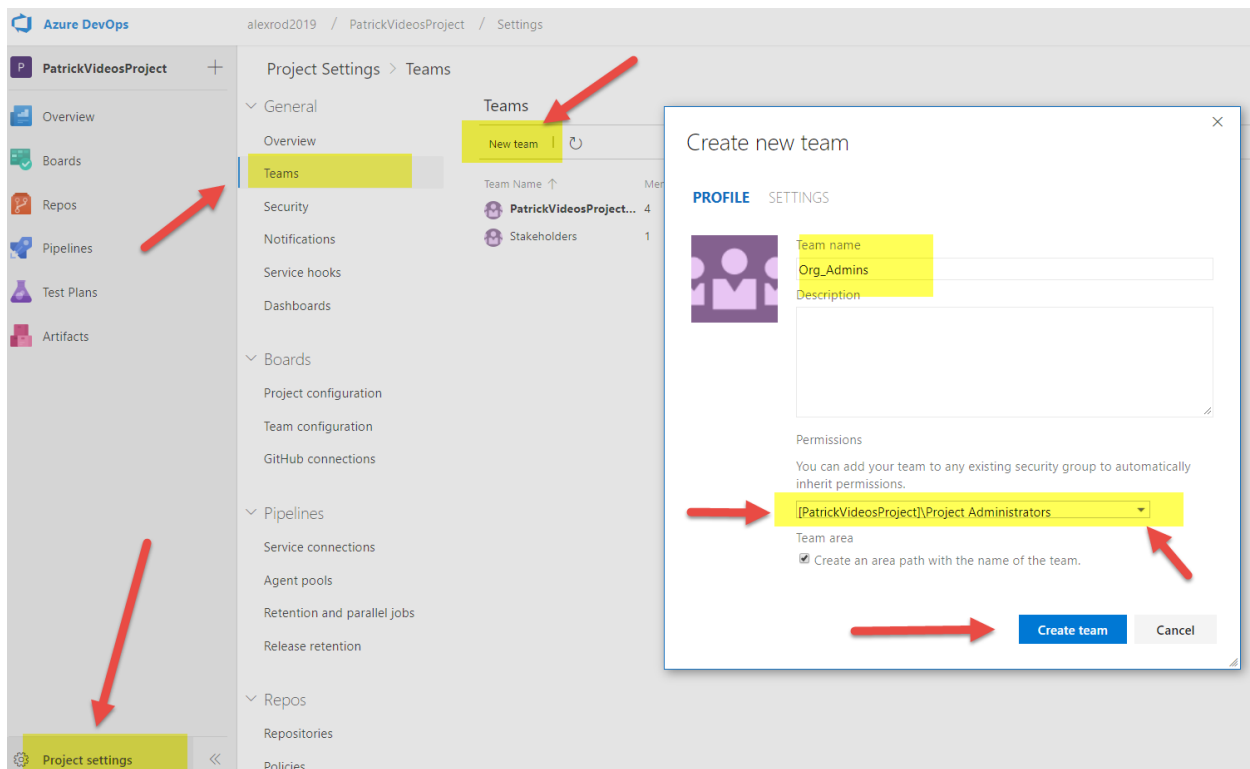 Azure DevOps
alexrod2019 / PatrickVideosProject / Settings
P PatrickVideosProject
Overview
Boards
Repos
Pipelines
Test Plans
Artifacts
Project settings
Project Settings > Teams
General
Overview
Teams
Security
Notifications
Service hooks
Dashboards
Boards
Project configuration
Team configuration
GitHub connections
Pipelines
Service connections
Agent pools
Retention and parallel jobs
Release retention
Repos
Repositories
Policies
Teams
New team
Team Name Mer
PatrickVideosProject... 4
Stakeholders 1
Create new team
PROFILE SETTINGS
Team name
Org_Admins
Description
Permissions
You can add your team to any existing security group to automatically
inherit permissions.
[PatrickVideosProject]\Project Administrators
Team area
Create an area path with the name of the team.
Create team Cancel